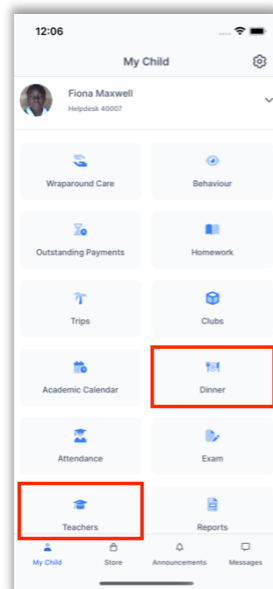 12:06
My Child
Fiona Maxwell
Helpdesk 40007
Wraparound Care
Behaviour
Outstanding Payments
Homework
Trips
Clubs
Academic Calendar
Dinner
Attendance
Exam
Teachers
Reports
My Child
Store
Announcements
Messages